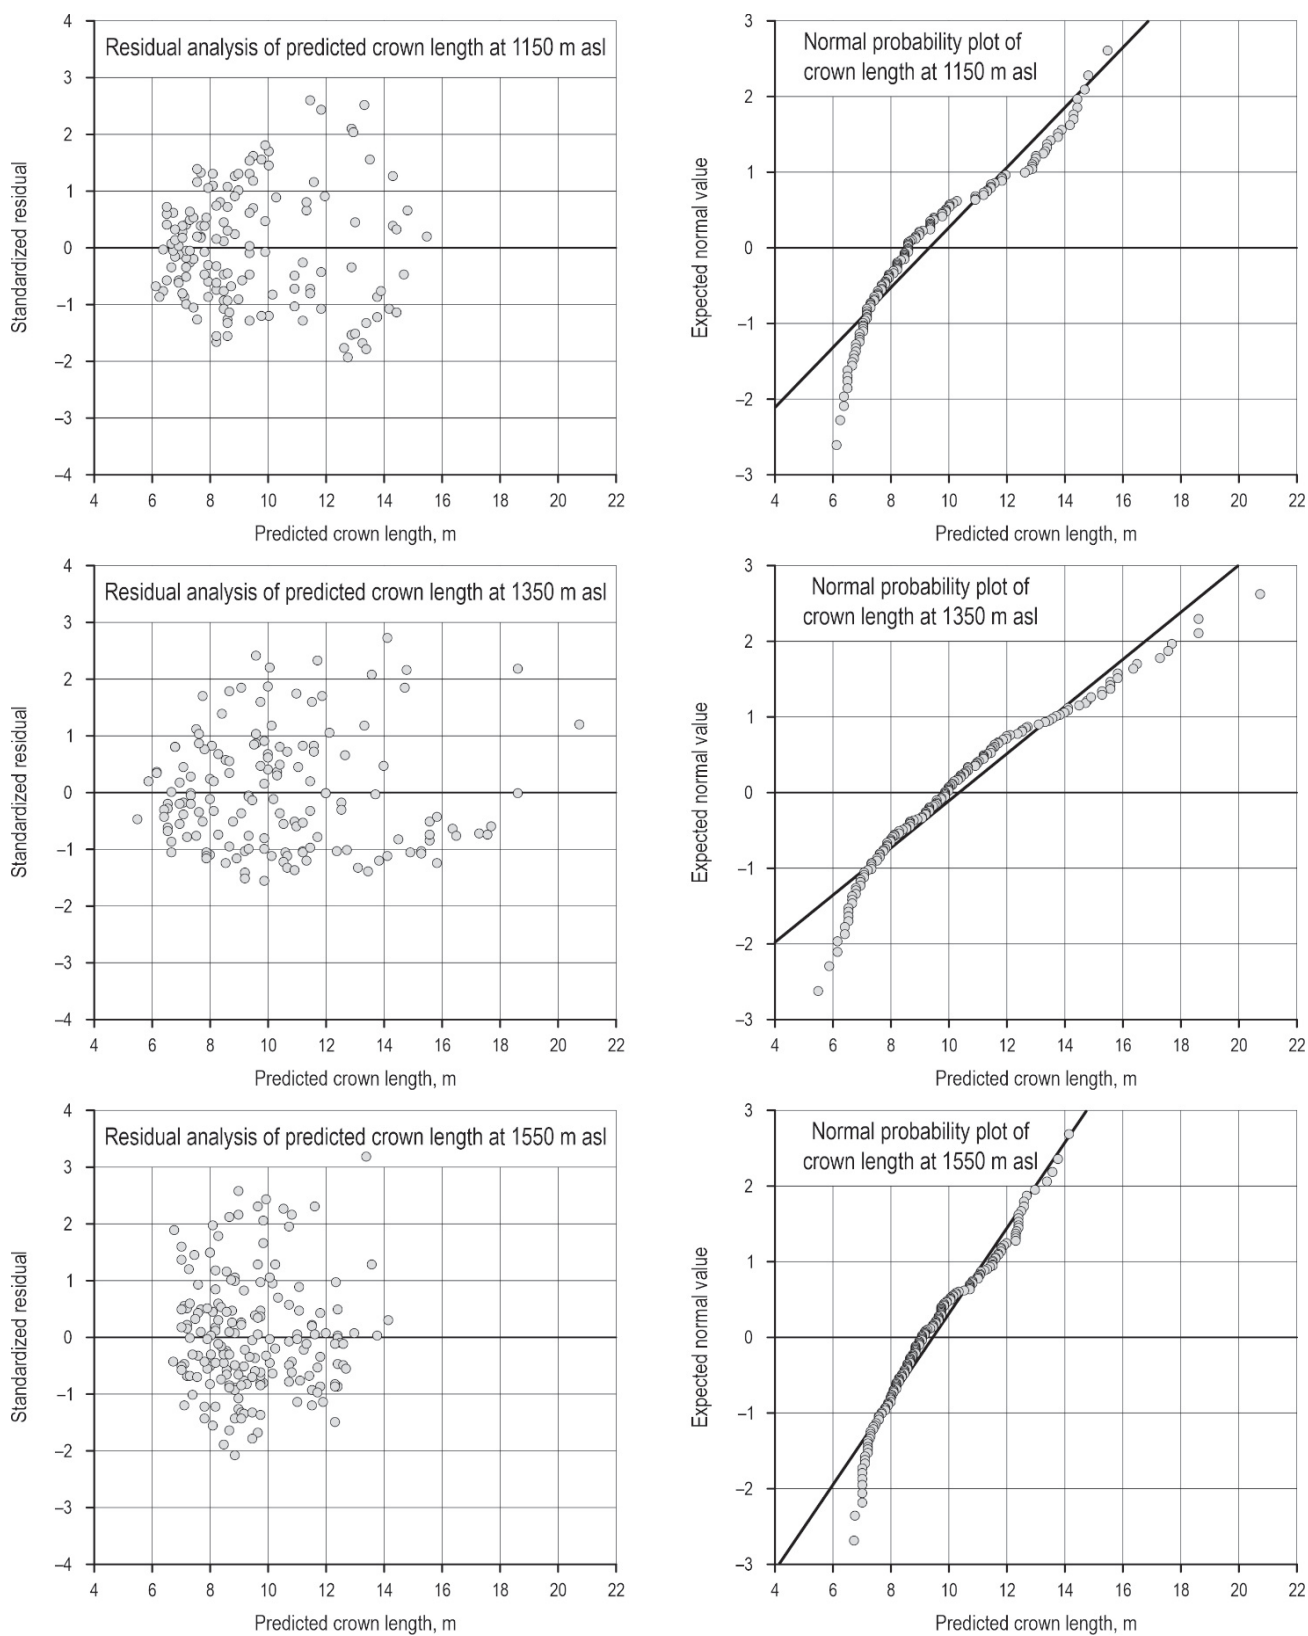 Residual analysis of predicted crown length at 1150 m asl
Standardized residual
4
3
2
1
0
–1
–2
–3
–4
4 6 8 10 12 14 16 18 20 22
Predicted crown length, m
Normal probability plot of
crown length at 1150 m asl
Expected normal value
3
2
1
0
–1
–2
–3
4 6 8 10 12 14 16 18 20 22
Predicted crown length, m
Residual analysis of predicted crown length at 1350 m asl
Standardized residual
4
3
2
1
0
–1
–2
–3
–4
4 6 8 10 12 14 16 18 20 22
Predicted crown length, m
Normal probability plot of
crown length at 1350 m asl
Expected normal value
3
2
1
0
–1
–2
–3
4 6 8 10 12 14 16 18 20 22
Predicted crown length, m
Residual analysis of predicted crown length at 1550 m asl
Standardized residual
4
3
2
1
0
–1
–2
–3
–4
4 6 8 10 12 14 16 18 20 22
Predicted crown length, m
Normal probability plot of
crown length at 1550 m asl
Expected normal value
3
2
1
0
–1
–2
–3
4 6 8 10 12 14 16 18 20 22
Predicted crown length, m